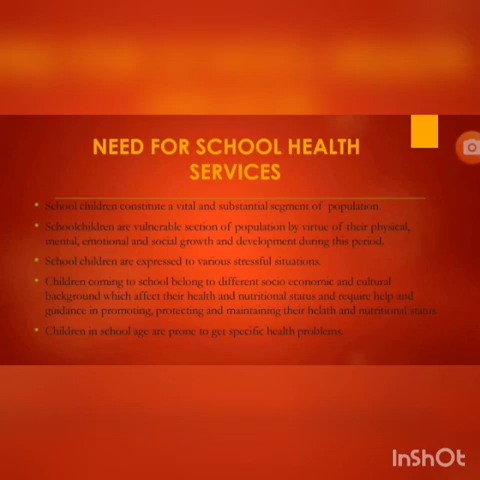 NEED FOR SCHOOL HEALTH
SERVICES
School children constitute a vital and substantial segment of population.
Schoolchildren are vulnerable section of population by virtue of their physical,
mental, emotional and social growth and development during this period.
School children are expressed to various stressful situations.
Children coming to school belong to different socio economic and cultural
background which affect their health and nutritional status and require help and
guidance in promoting, protecting and maintaining their helath and nutritional status.
Children in school age are prone to get specific health problems.
InShOt